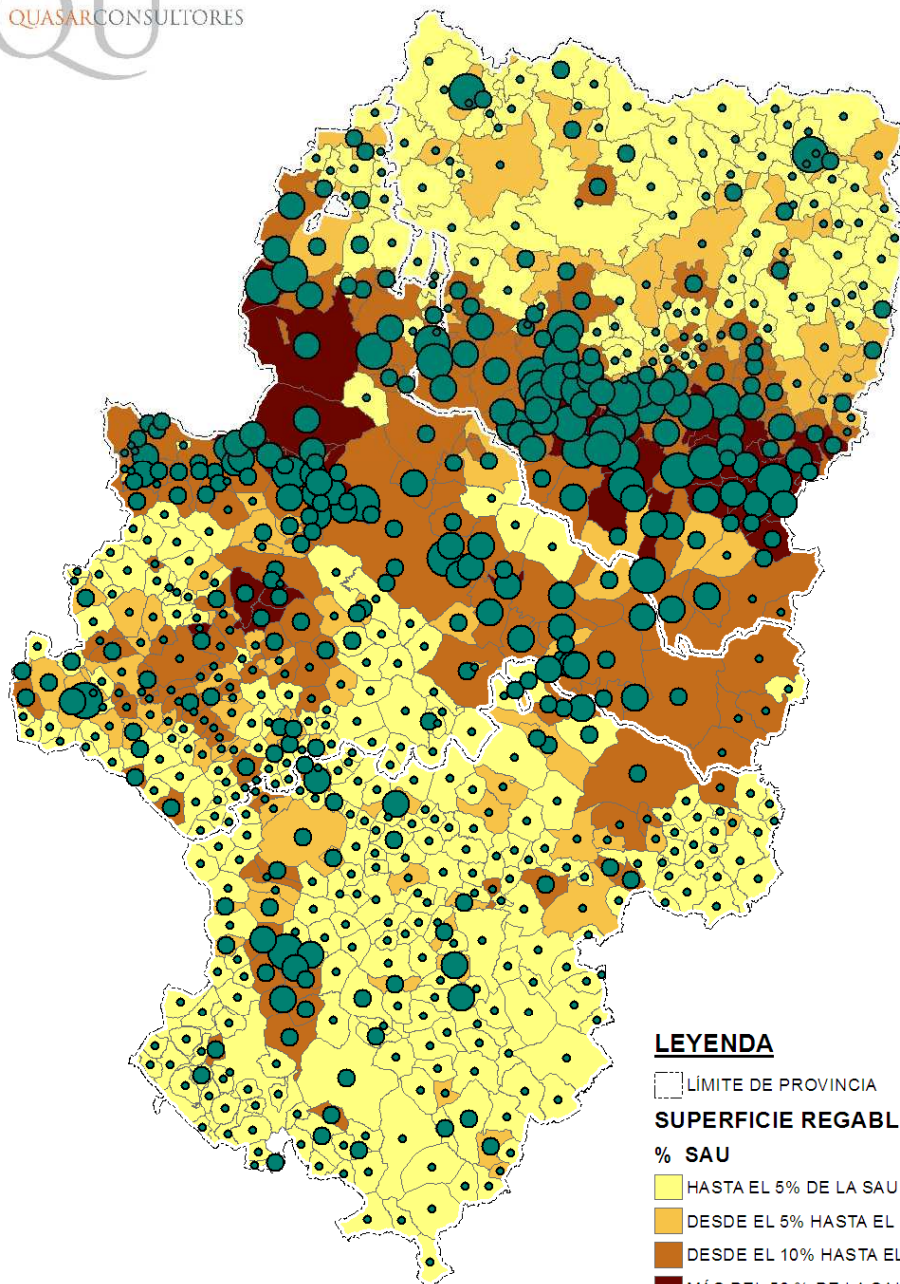 QU
QUASARCONSULTORES
LEYENDA
LÍMITE DE PROVINCIA
SUPERFICIE REGABL
% SAU
HASTA EL 5% DE LA SAU
DESDE EL 5% HASTA EL
DESDE EL 10% HASTA EL